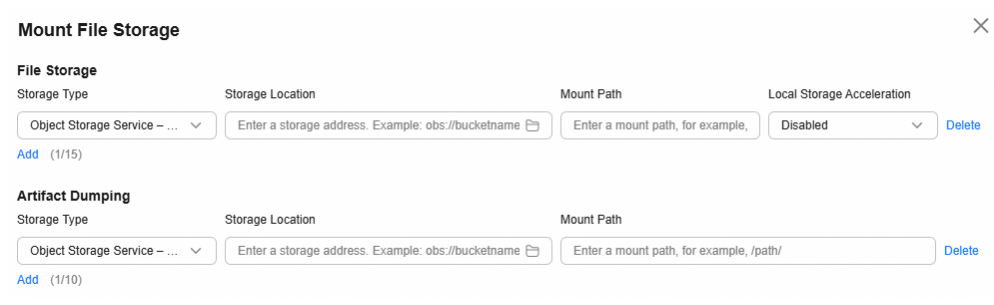 Mount File Storage
File Storage
Storage Type Storage Location Mount Path Local Storage Acceleration
Object Storage Service – ... Enter a storage address. Example: obs://bucketname Enter a mount path, for example, Disabled Delete
Add (1/15)
Artifact Dumping
Storage Type Storage Location Mount Path
Object Storage Service – ... Enter a storage address. Example: obs://bucketname Enter a mount path, for example, /path/ Delete
Add (1/10)